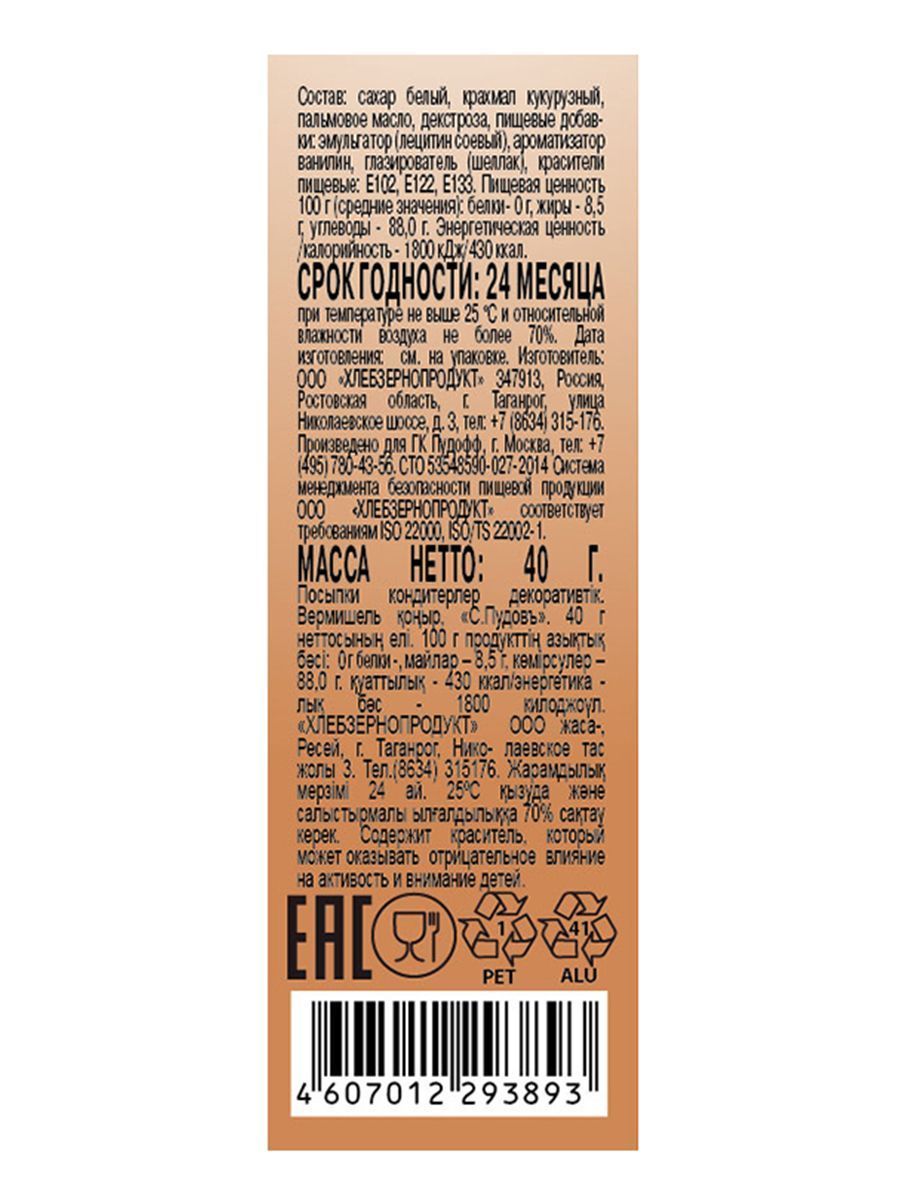 Состав: сахар белый, крахмал кукурузный,
пальмовое масло, декстроза, пищевые добав-
ки: эмульгатор (лецитин соевый), ароматизатор
ванилин, глазирователь (шеллак), красители
пищевые: Е102, Е122, Е133. Пищевая ценность
100 г (средние значения): белки- 0 г, жиры - 8,5
г, углеводы - 88,0 г. Энергетическая ценность
/калорийность - 1800 кДж/ 430 ккал.
СРОК ГОДНОСТИ: 24 МЕСЯЦА
при температуре не выше 25 °С и относительной
влажности воздуха не более 70%. Дата
изготовления: см. на упаковке. Изготовитель:
ООО «ХЛЕБЗЕРНОПРОДУКТ» 347913, Россия,
Ростовская область, г. Таганрог, улица
Николаевское шоссе, д. 3, тел: +7 (8634) 315-176.
Произведено для ГК Пудофф, г. Москва, тел: +7
(495) 780-43-56. СТО 53548590-027-2014 Система
менеджмента безопасности пищевой продукции
ООО «ХЛЕБЗЕРНОПРОДУКТ» соответствует
требованиям ISO 22000, ISO/TS 22002-1.
МАССА НЕТТО: 40 Г.
Посыпки кондитерлер декоративтік.
Вермишель қоңыр, «С.Пудовъ». 40 г
неттосының елі. 100 г продукттің азықтық
бәсі: 0 г белки -, майлар – 8,5 г, көмірсулер –
88,0 г. қуаттылық - 430 ккал/энергетика -
лық бәс - 1800 килоджоүл.
«ХЛЕБЗЕРНОПРОДУКТ» ООО жаса-,
Ресей, г. Таганрог, Нико- лаевское тас
жолы 3. Тел.(8634) 315176. Жарамдылық
мерзімі 24 ай. 25ºС қызуда және
салыстырмалы ылғалдылыққа 70% сақтау
керек. Содержит краситель, который
может оказывать отрицательное влияние
на активность и внимание детей.
ЕАС 1 41
PET ALU
4 607012 293893